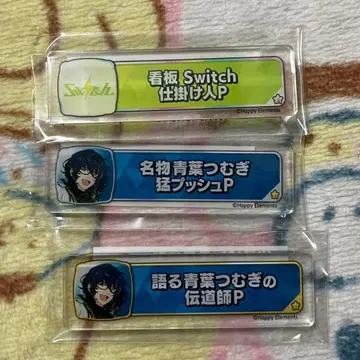 Switch
看板 Switch
仕掛け人P
©Happy Elements
名物 青葉つむぎ
猛プッシュP
©Happy Elements
語る青葉つむぎの
伝道師P
©Happy Elements